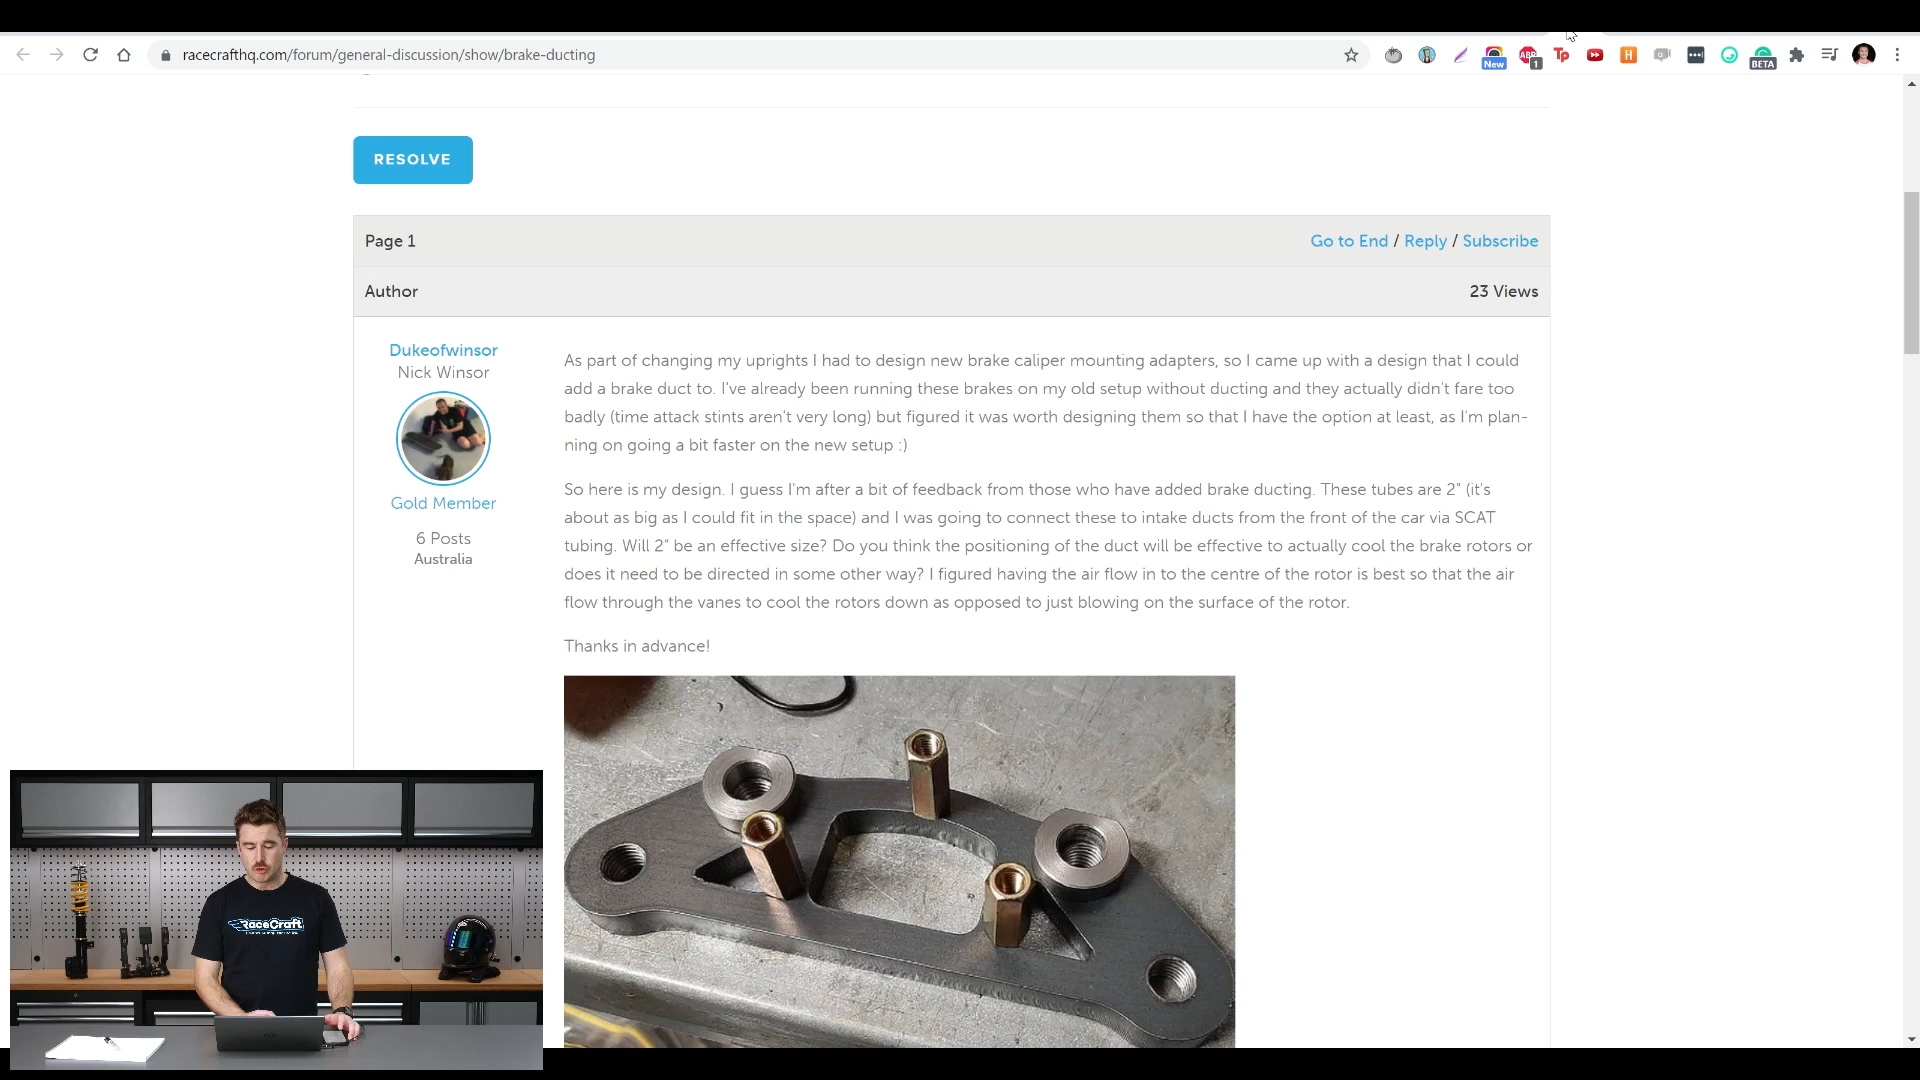 racecrafthq.com/forum/general-discussion/show/brake-ducting
New
ABP
1
Tp
H
BETA
RESOLVE
Page 1
Go to End / Reply / Subscribe
Author
23 Views
Dukeofwinsor
Nick Winsor
Gold Member
6 Posts
Australia
As part of changing my uprights I had to design new brake caliper mounting adapters, so I came up with a design that I could
add a brake duct to. I've already been running these brakes on my old setup without ducting and they actually didn't fare too
badly (time attack stints aren't very long) but figured it was worth designing them so that I have the option at least, as I'm plan-
ning on going a bit faster on the new setup :)
So here is my design. I guess I'm after a bit of feedback from those who have added brake ducting. These tubes are 2" (it's
about as big as I could fit in the space) and I was going to connect these to intake ducts from the front of the car via SCAT
tubing. Will 2" be an effective size? Do you think the positioning of the duct will be effective to actually cool the brake rotors or
does it need to be directed in some other way? I figured having the air flow in to the centre of the rotor is best so that the air
flow through the vanes to cool the rotors down as opposed to just blowing on the surface of the rotor.
Thanks in advance!
RaceCraft